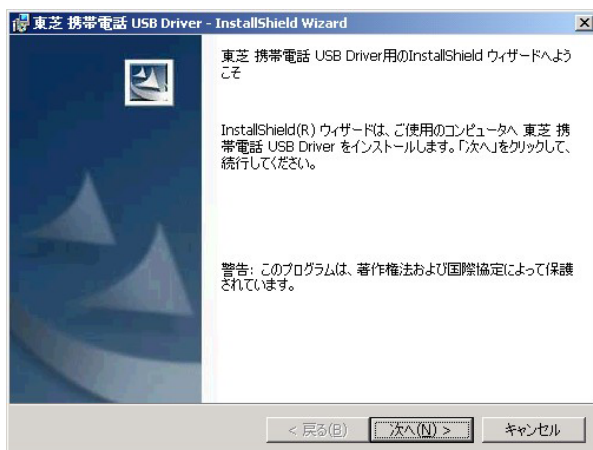 東芝 携帯電話 USB Driver - InstallShield Wizard
東芝 携帯電話 USB Driver用のInstallShield ウィザードへよう
こそ
InstallShield(R) ウィザードは、ご使用のコンピュータへ 東芝 携
帯電話 USB Driver をインストールします。「次へ」をクリックして、
続行してください。
警告: このプログラムは、著作権法および国際協定によって保護
されています。
< 戻る(B)
次へ(N) >
キャンセル